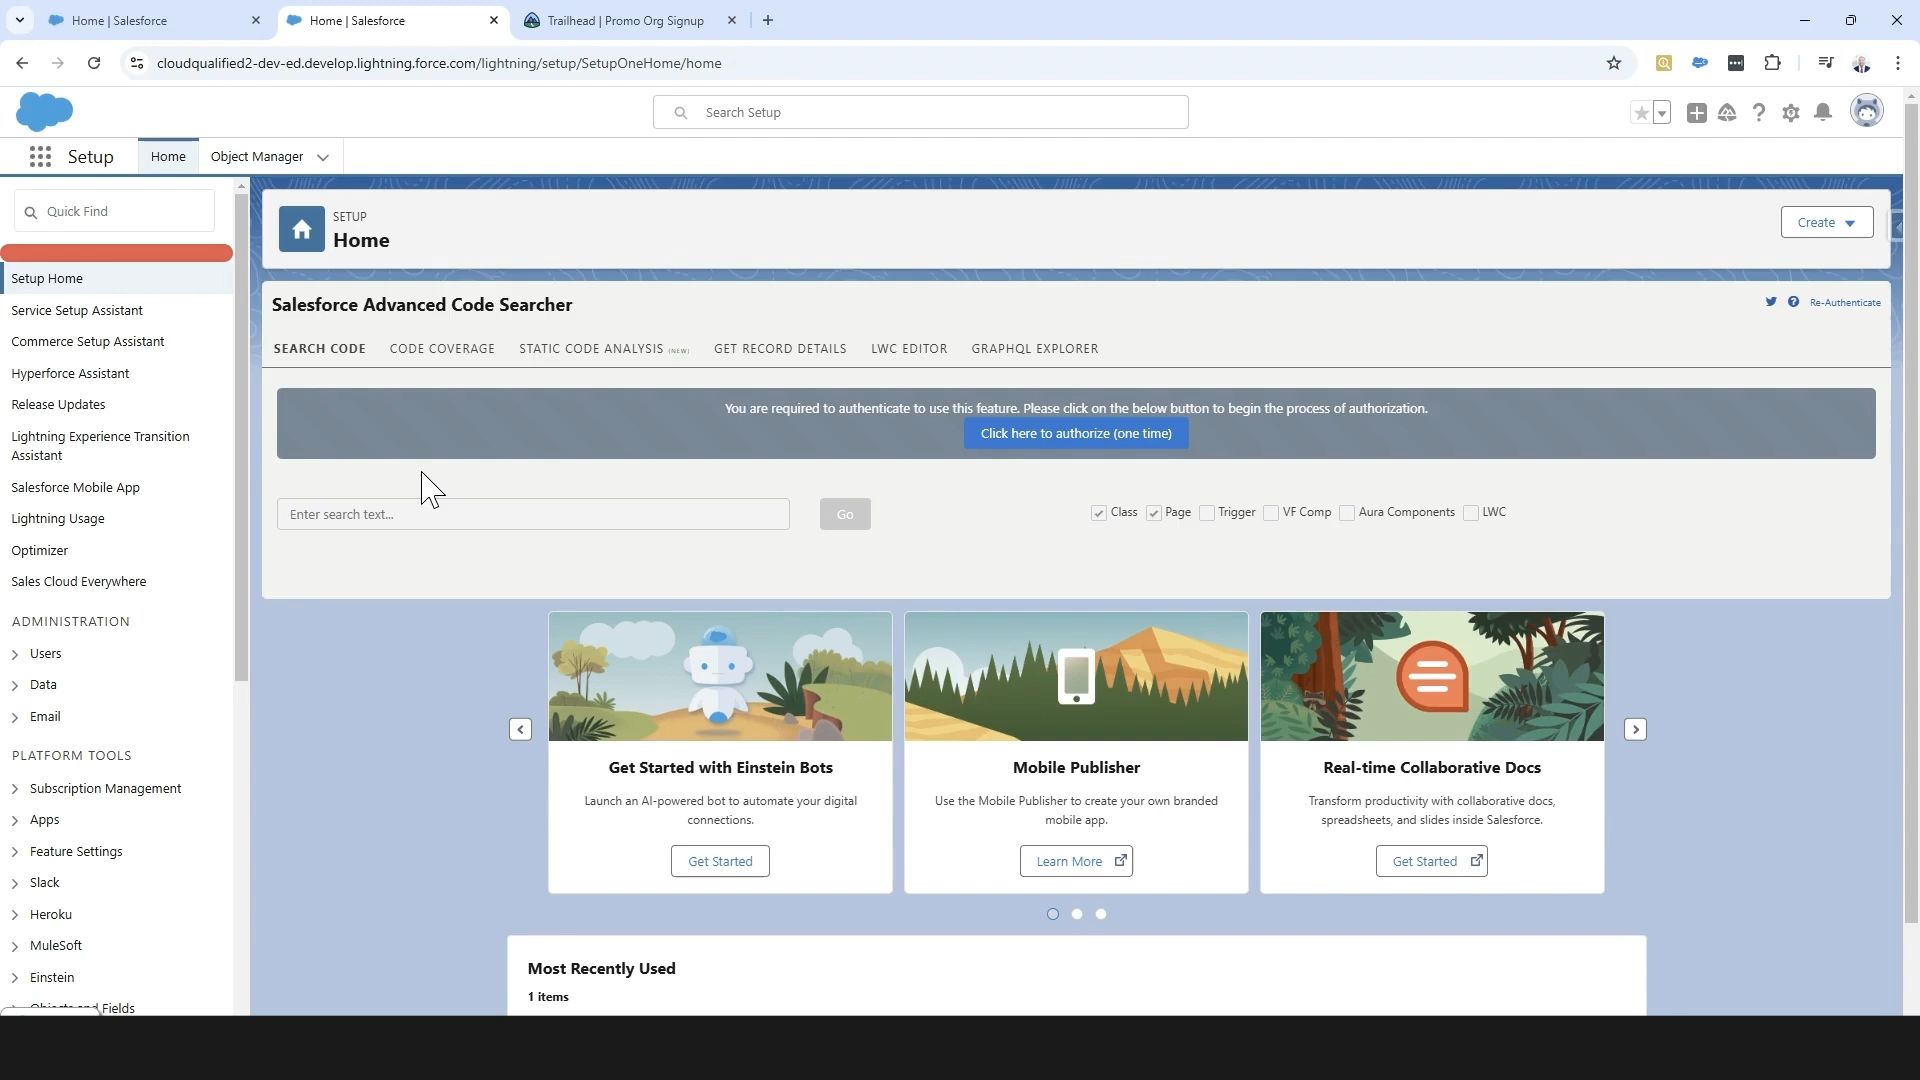 Home | Salesforce
Home | Salesforce
Trailhead | Promo Org Signup
cloudqualified2-dev-ed.develop.lightning.force.com/lightning/setup/SetupOneHome/home
Search Setup
Setup
Home
Object Manager
Quick Find
Setup Home
Service Setup Assistant
Commerce Setup Assistant
Hyperforce Assistant
Release Updates
Lightning Experience Transition
Assistant
Salesforce Mobile App
Lightning Usage
Optimizer
Sales Cloud Everywhere
ADMINISTRATION
Users
Data
Email
PLATFORM TOOLS
Subscription Management
Apps
Feature Settings
Slack
Heroku
MuleSoft
Einstein
Objects and Fields
SETUP
Home
Create
Salesforce Advanced Code Searcher
Re-Authenticate
SEARCH CODE
CODE COVERAGE
STATIC CODE ANALYSIS (NEW)
GET RECORD DETAILS
LWC EDITOR
GRAPHQL EXPLORER
You are required to authenticate to use this feature. Please click on the below button to begin the process of authorization.
Click here to authorize (one time)
Enter search text...
Go
Class
Page
Trigger
VF Comp
Aura Components
LWC
Get Started with Einstein Bots
Launch an AI-powered bot to automate your digital
connections.
Get Started
Mobile Publisher
Use the Mobile Publisher to create your own branded
mobile app.
Learn More
Real-time Collaborative Docs
Transform productivity with collaborative docs,
spreadsheets, and slides inside Salesforce.
Get Started
Most Recently Used
1 items